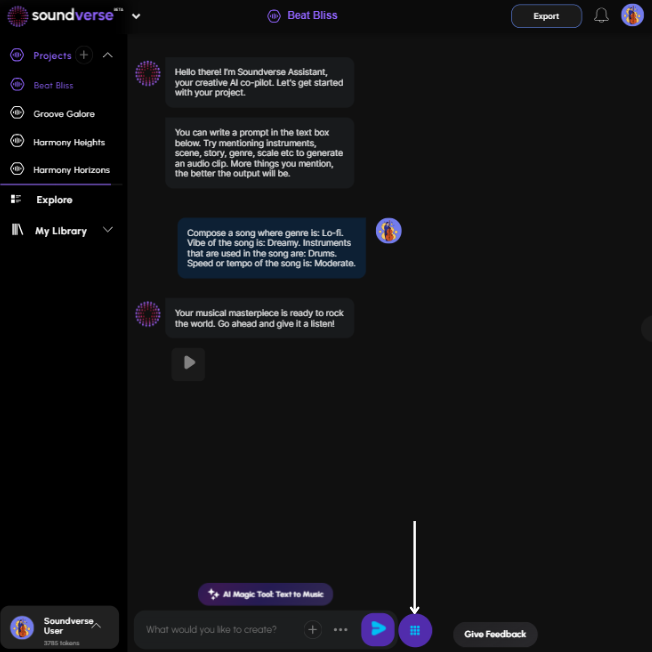 soundverse BETA
Beat Bliss
Export
Projects
Beat Bliss
Groove Galore
Harmony Heights
Harmony Horizons
Explore
My Library
Hello there! I'm Soundverse Assistant,
your creative AI co-pilot. Let's get started
with your project.
You can write a prompt in the text box
below. Try mentioning instruments,
scene, story, genre, scale etc to generate
an audio clip. More things you mention,
the better the output will be.
Compose a song where genre is: Lo-fi.
Vibe of the song is: Dreamy. Instruments
that are used in the song are: Drums.
Speed or tempo of the song is: Moderate.
Your musical masterpiece is ready to rock
the world. Go ahead and give it a listen!
AI Magic Tool: Text to Music
What would you like to create?
Give Feedback
Soundverse
User
3780 tokens